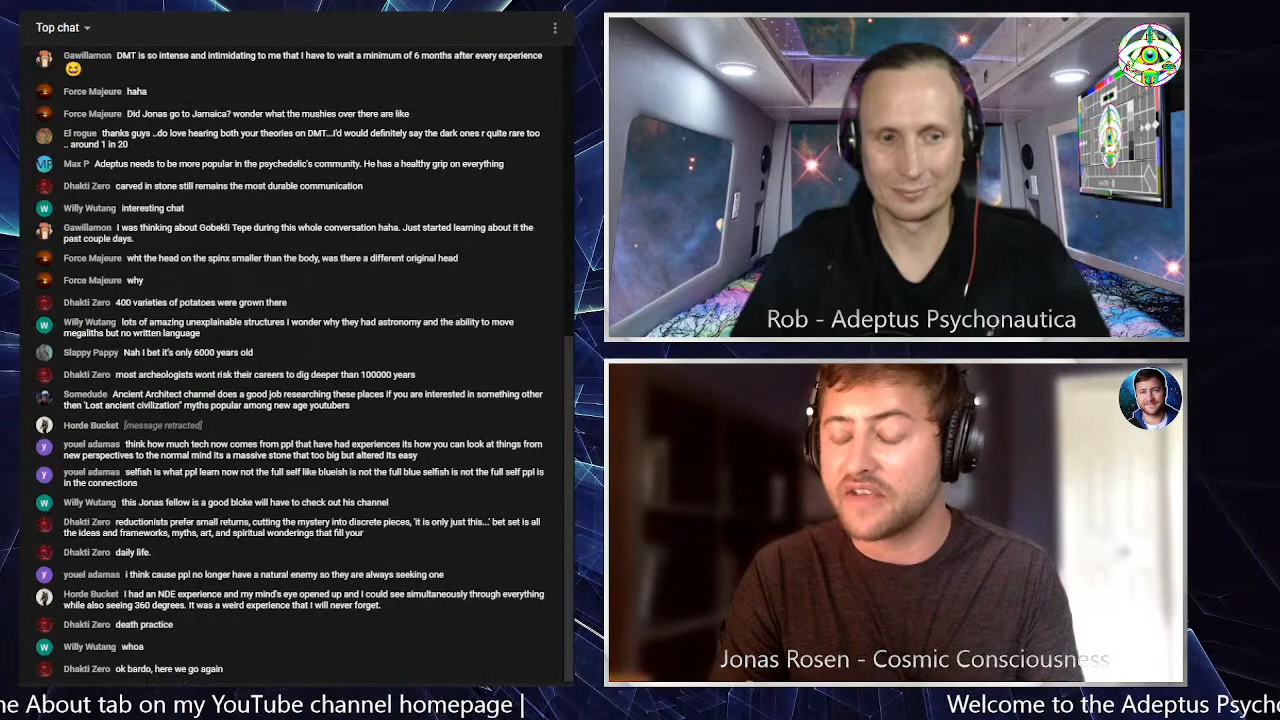 Top chat
Gawillamon DMT is so intense and intimidating to me that I have to wait a minimum of 6 months after every experience
Force Majeure haha
Force Majeure Did Jonas go to Jamaica? wonder what the mushies over there are like
El rogue thanks guys ..do love hearing both your theories on DMT...I'd would definitely say the dark ones r quite rare too
.. around 1 in 20
MP
Max P Adeptus needs to be more popular in the psychedelic's community. He has a healthy grip on everything
Dhakti Zero carved in stone still remains the most durable communication
W
Willy Wutang interesting chat
Gawillamon I was thinking about Gobekli Tepe during this whole conversation haha. Just started learning about it the
past couple days.
Force Majeure wht the head on the spinx smaller than the body, was there a different original head
Force Majeure why
Dhakti Zero 400 varieties of potatoes were grown there
W
Willy Wutang lots of amazing unexplainable structures I wonder why they had astronomy and the ability to move
megaliths but no written language
Slappy Pappy Nah I bet it's only 6000 years old
Dhakti Zero most archeologists wont risk their careers to dig deeper than 100000 years
Somedude Ancient Architect channel does a good job researching these places if you are interested in something other
then 'Lost ancient civilization" myths popular among new age youtubers
Horde Bucket [message retracted]
y
youel adamas think how much tech now comes from ppl that have had experiences its how you can look at things from
new perspectives to the normal mind its a massive stone that too big but altered its easy
y
youel adamas selfish is what ppl learn now not the full self like blueish is not the full blue selfish is not the full self ppl is
in the connections
W
Willy Wutang this Jonas fellow is a good bloke will have to check out his channel
Dhakti Zero reductionists prefer small returns, cutting the mystery into discrete pieces, 'it is only just this...' bet set is all
the ideas and frameworks, myths, art, and spiritual wonderings that fill your
Dhakti Zero daily life.
y
youel adamas i think cause ppl no longer have a natural enemy so they are always seeking one
Horde Bucket I had an NDE experience and my mind's eye opened up and I could see simultaneously through everything
while also seeing 360 degrees. It was a weird experience that I will never forget.
Dhakti Zero death practice
W
Willy Wutang whoa
Dhakti Zero ok bardo, here we go again
Rob - Adeptus Psychonautica
Jonas Rosen - Cosmic Consciousness
ne About tab on my YouTube channel homepage | Welcome to the Adeptus Psycho